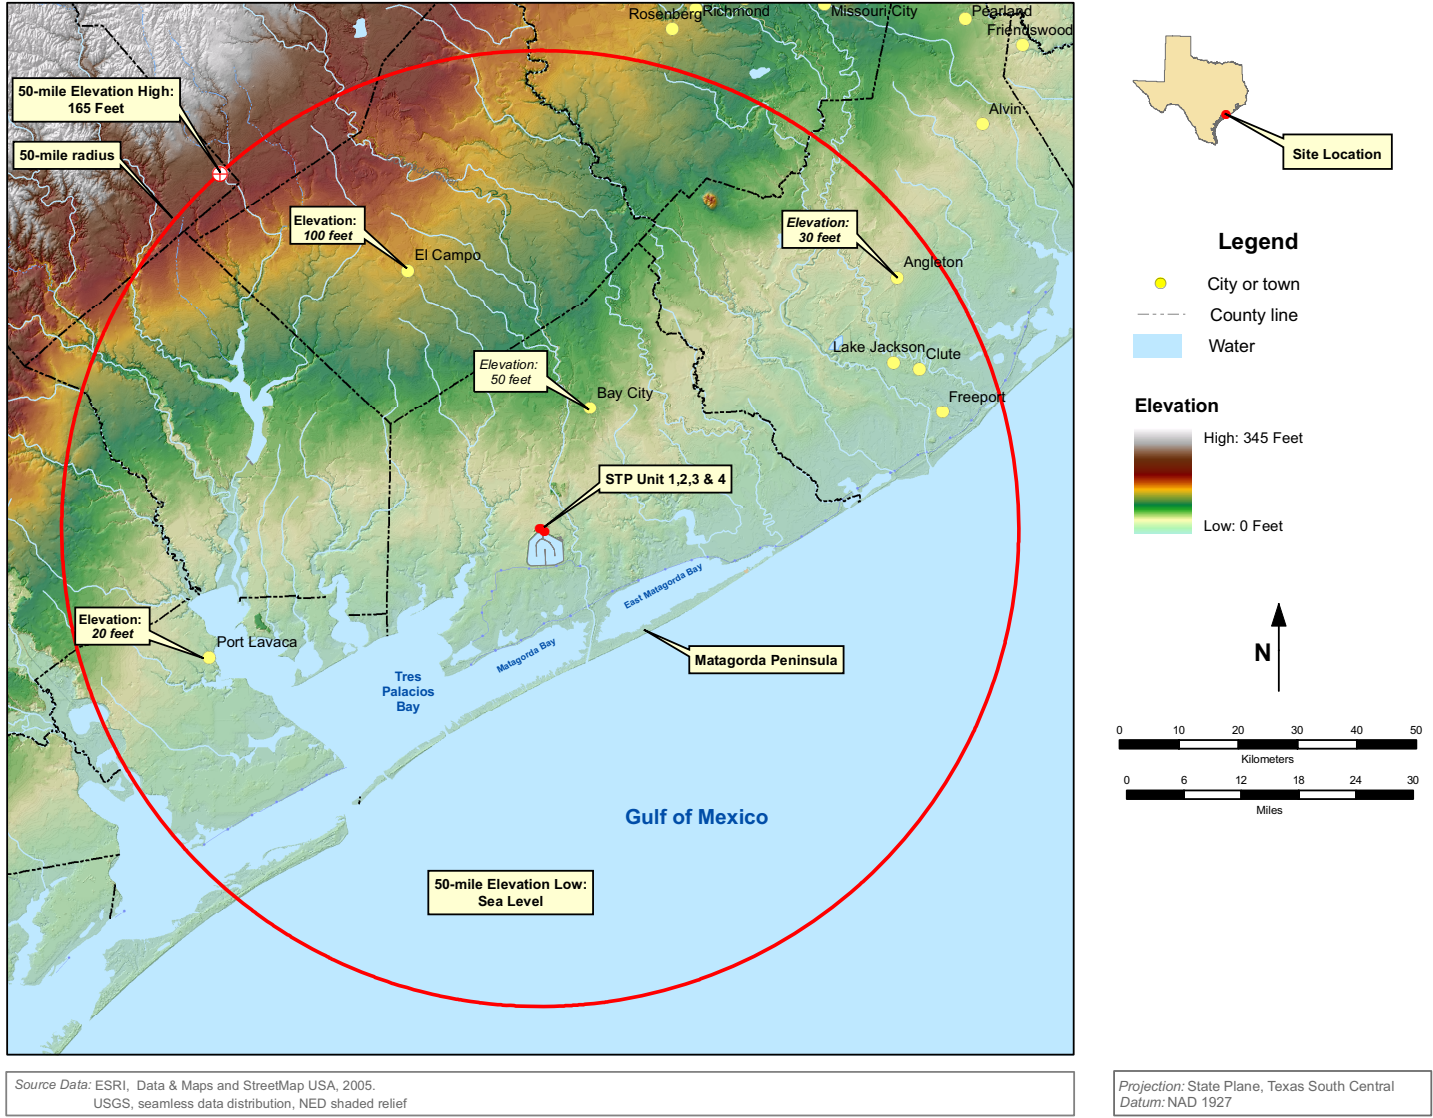 Rosenberg
Richmond
Missouri City
Pearland
Friendswood
Alvin
50-mile Elevation High:
165 Feet
50-mile radius
Elevation:
100 feet
El Campo
Elevation:
30 feet
Angleton
Lake Jackson
Clute
Freeport
Elevation:
50 feet
Bay City
STP Unit 1,2,3 & 4
East Matagorda Bay
Matagorda Bay
Matagorda Peninsula
Elevation:
20 feet
Port Lavaca
Tres
Palacios
Bay
Gulf of Mexico
50-mile Elevation Low:
Sea Level
Site Location
Legend
City or town
County line
Water
Elevation
High: 345 Feet
Low: 0 Feet
N
0 10 20 30 40 50
Kilometers
0 6 12 18 24 30
Miles
Source Data: ESRI, Data & Maps and StreetMap USA, 2005.
USGS, seamless data distribution, NED shaded relief
Projection: State Plane, Texas South Central
Datum: NAD 1927